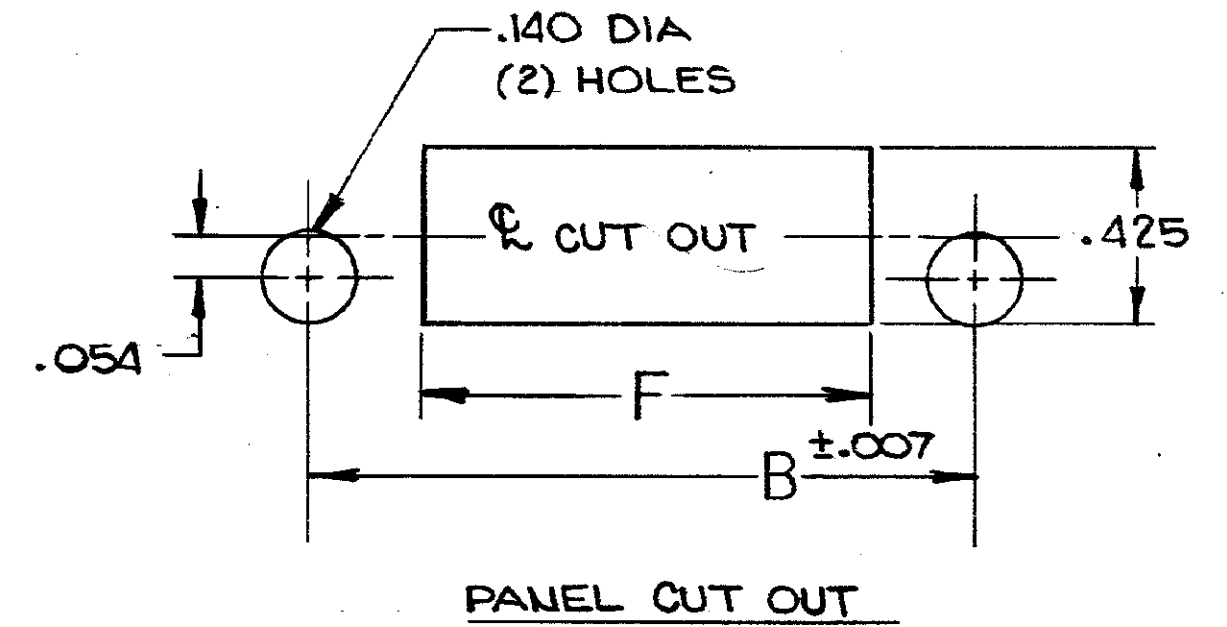 .140 DIA
(2) HOLES
℄ CUT OUT
.425
.054
F
B ±.007
PANEL CUT OUT